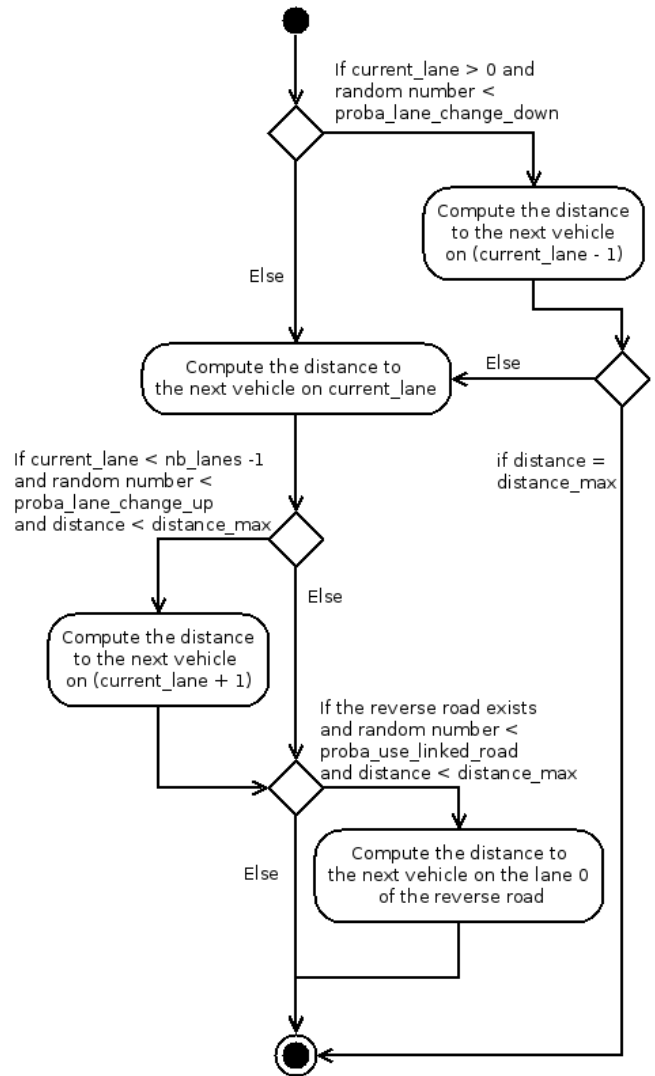 If current_lane > 0 and
random number <
proba_lane_change_down
Compute the distance
to the next vehicle
on (current_lane - 1)
Else
Compute the distance to
the next vehicle on current_lane
Else
If current_lane < nb_lanes -1
and random number <
proba_lane_change_up
and distance < distance_max
if distance =
distance_max
Else
Compute the distance
to the next vehicle
on (current_lane + 1)
If the reverse road exists
and random number <
proba_use_linked_road
and distance < distance_max
Else
Compute the distance to
the next vehicle on the lane 0
of the reverse road